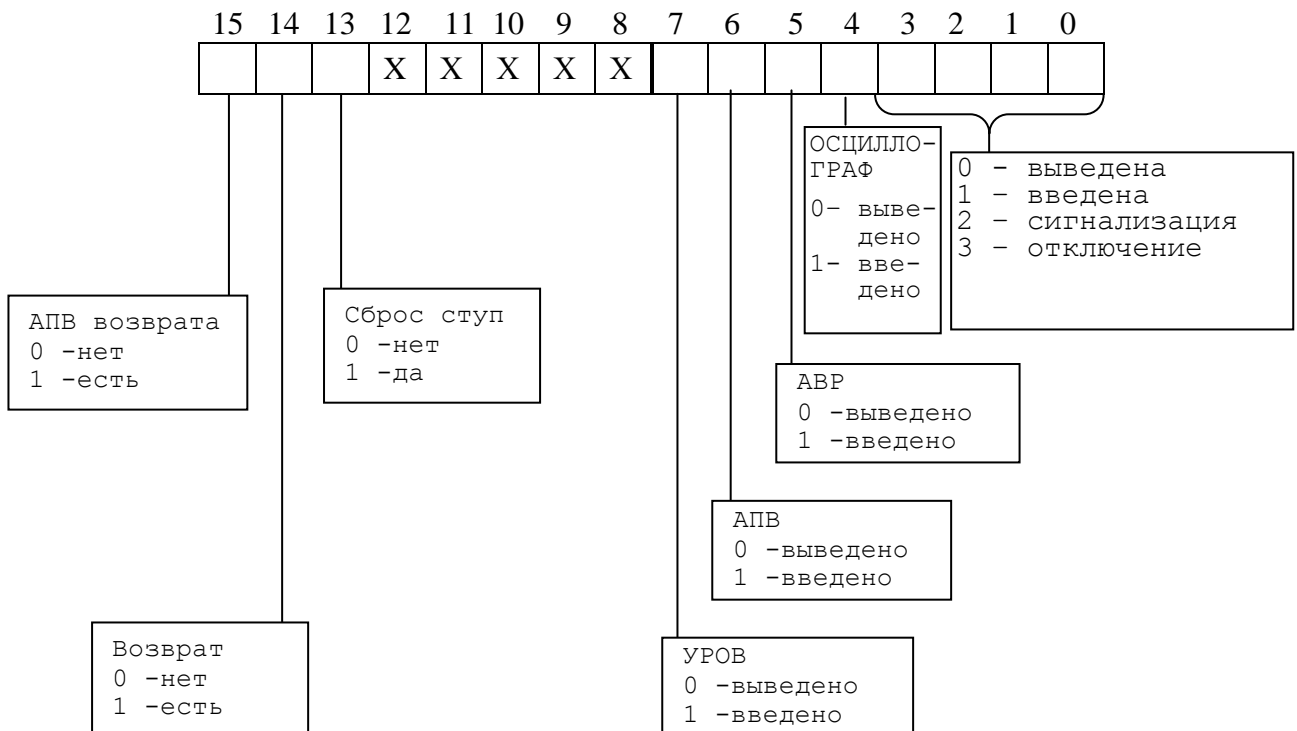 15 14 13 12 11 10 9 8 7 6 5 4 3 2 1 0
X X X X X
ОСЦИЛЛО-
ГРАФ
0- выве-
дено
1- вве-
дено
0 - выведена
1 - введена
2 - сигнализация
3 - отключение
АПВ возврата
0 -нет
1 -есть
Сброс ступ
0 -нет
1 -да
АВР
0 -выведено
1 -введено
АПВ
0 -выведено
1 -введено
Возврат
0 -нет
1 -есть
УРОВ
0 -выведено
1 -введено